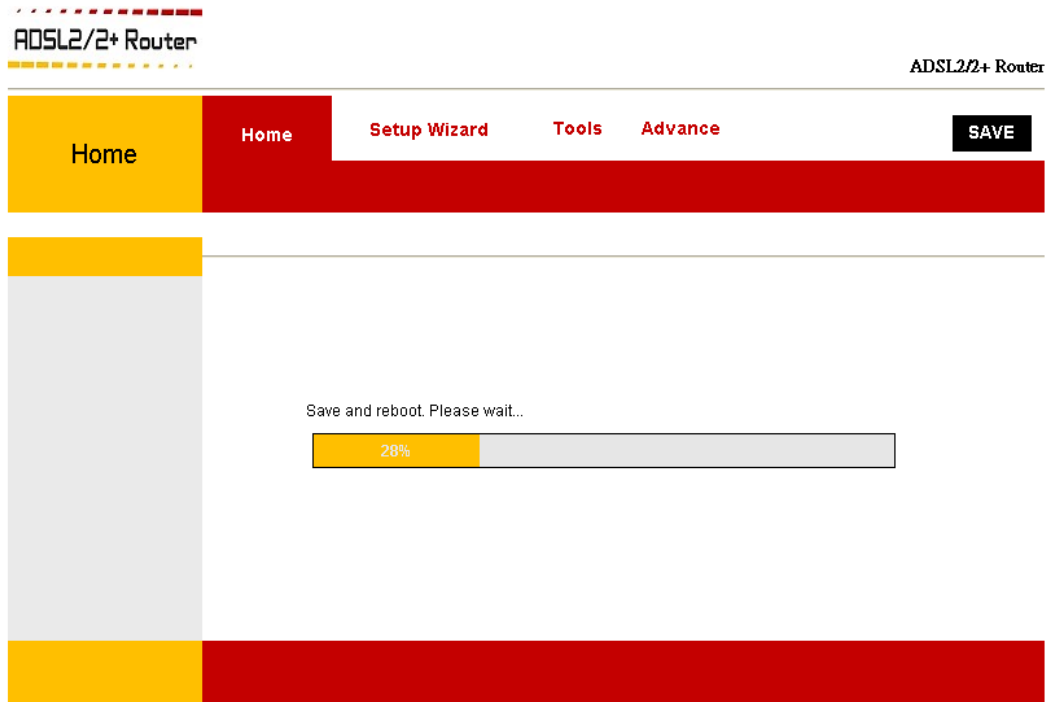 ADSL2/2+ Router
ADSL2/2+ Router
Home
Home
Setup Wizard
Tools
Advance
SAVE
Save and reboot. Please wait...
28%